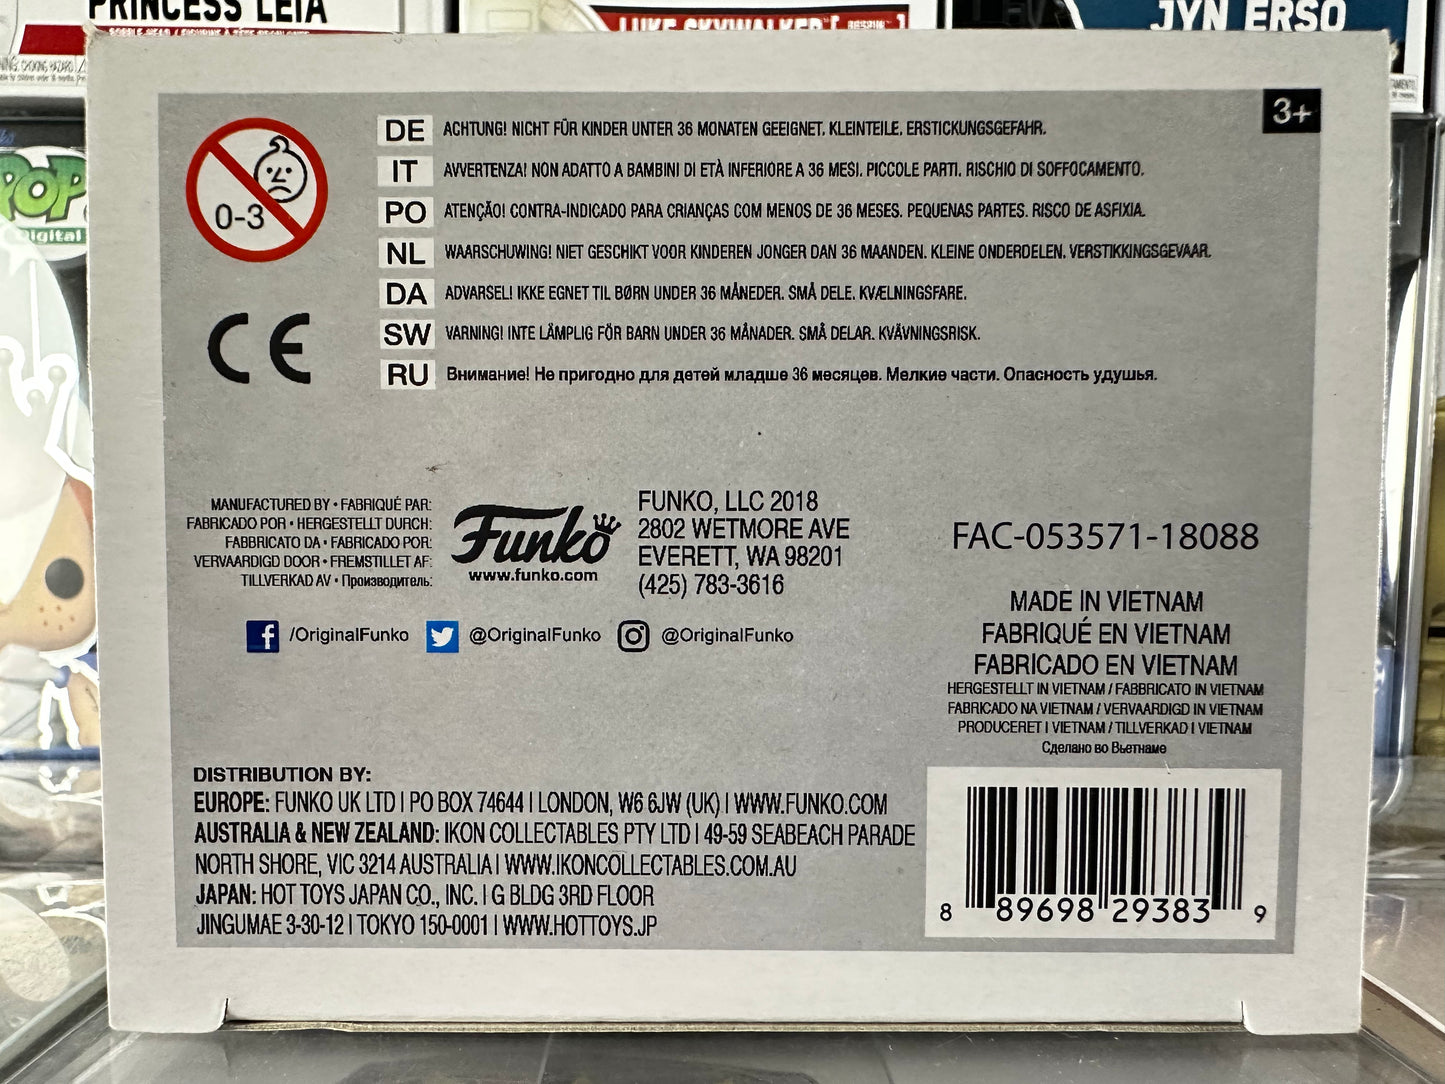 PRINCESS LEIA
LUKE SKYWALKER
JYN ERSO
POP
Digital
3+
0-3
DE ACHTUNG! NICHT FÜR KINDER UNTER 36 MONATEN GEEIGNET. KLEINTEILE. ERSTICKUNGSGEFAHR.
IT AVVERTENZA! NON ADATTO A BAMBINI DI ETÀ INFERIORE A 36 MESI. PICCOLE PARTI. RISCHIO DI SOFFOCAMENTO.
PO ATENÇÃO! CONTRA-INDICADO PARA CRIANÇAS COM MENOS DE 36 MESES. PEQUENAS PARTES. RISCO DE ASFIXIA.
NL WAARSCHUWING! NIET GESCHIKT VOOR KINDEREN JONGER DAN 36 MAANDEN. KLEINE ONDERDELEN. VERSTIKKINGSGEVAAR.
DA ADVARSEL! IKKE EGNET TIL BØRN UNDER 36 MÅNEDER. SMÅ DELE. KVÆLNINGSFARE.
SW VARNING! INTE LÄMPLIG FÖR BARN UNDER 36 MÅNADER. SMÅ DELAR. KVÄVNINGSRISK.
RU Внимание! Не пригодно для детей младше 36 месяцев. Мелкие части. Опасность удушья.
CE
MANUFACTURED BY • FABRIQUÉ PAR:
FABRICADO POR • HERGESTELLT DURCH:
FABBRICATO DA • FABRICADO POR:
VERVAARDIGD DOOR • FREMSTILLET AF:
TILLVERKAD AV • Производитель:
Funko
www.funko.com
FUNKO, LLC 2018
2802 WETMORE AVE
EVERETT, WA 98201
(425) 783-3616
/OriginalFunko @OriginalFunko @OriginalFunko
FAC-053571-18088
MADE IN VIETNAM
FABRIQUÉ EN VIETNAM
FABRICADO EN VIETNAM
HERGESTELLT IN VIETNAM / FABBRICATO IN VIETNAM
FABRICADO NA VIETNAM / VERVAARDIGD IN VIETNAM
PRODUCERET I VIETNAM / TILLVERKAD I VIETNAM
Сделано во Вьетнаме
DISTRIBUTION BY:
EUROPE: FUNKO UK LTD | PO BOX 74644 | LONDON, W6 6JW (UK) | WWW.FUNKO.COM
AUSTRALIA & NEW ZEALAND: IKON COLLECTABLES PTY LTD | 49-59 SEABEACH PARADE
NORTH SHORE, VIC 3214 AUSTRALIA | WWW.IKONCOLLECTABLES.COM.AU
JAPAN: HOT TOYS JAPAN CO., INC. | G BLDG 3RD FLOOR
JINGUMAE 3-30-12 | TOKYO 150-0001 | WWW.HOTTOYS.JP
8 89698 29383 9